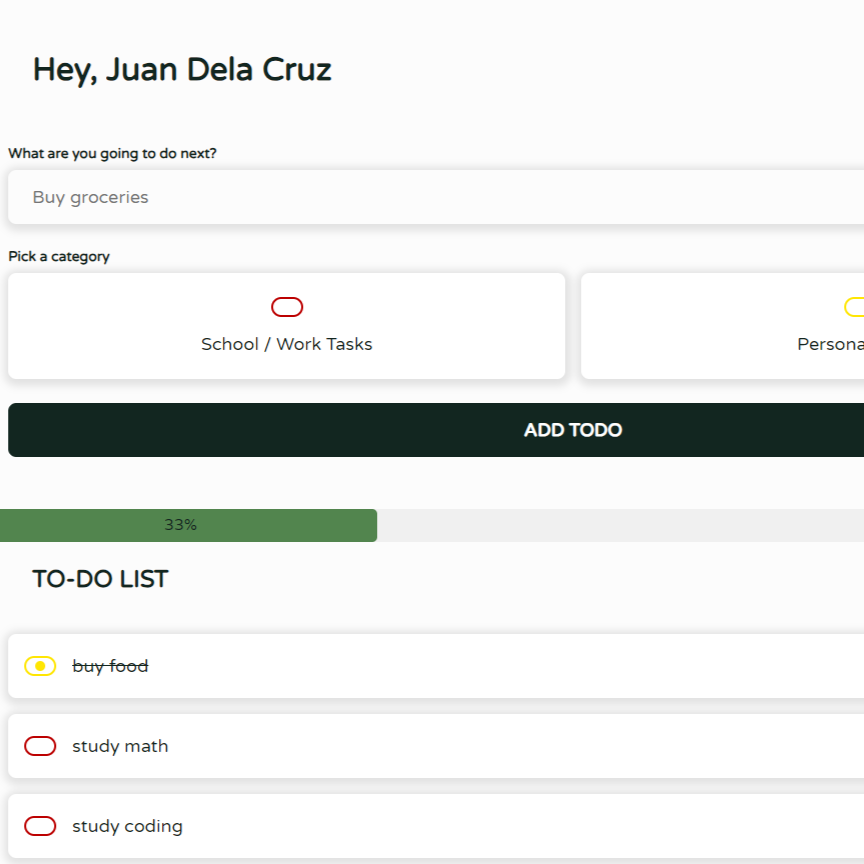 Hey, Juan Dela Cruz
What are you going to do next?
Buy groceries
Pick a category
School / Work Tasks
Persona
ADD TODO
33%
TO-DO LIST
buy food
study math
study coding